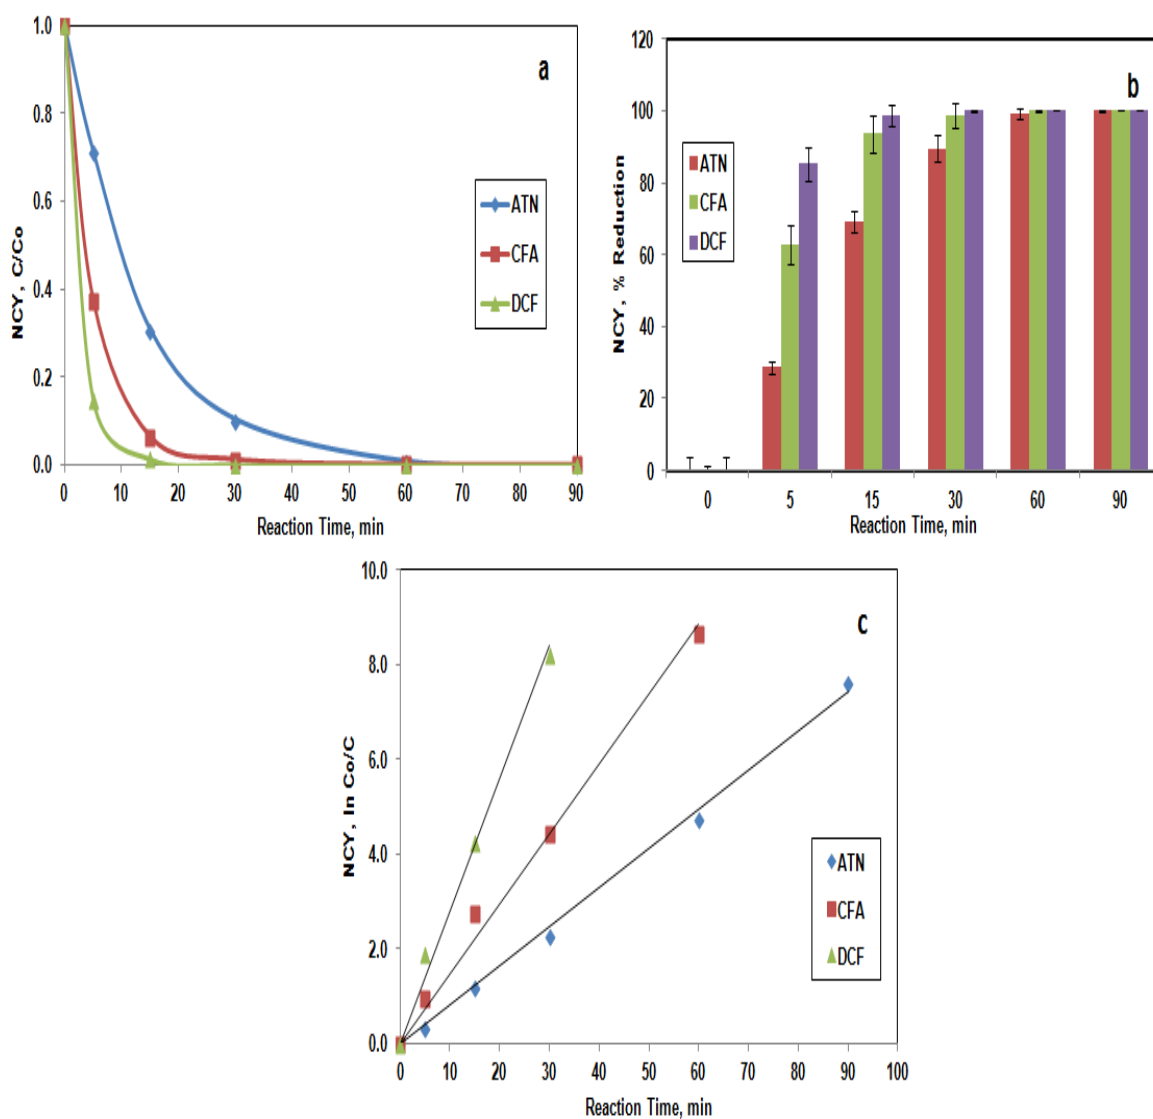 a
NCY, C/Co
1.0
0.8
0.6
0.4
0.2
0.0
0 10 20 30 40 50 60 70 80 90
Reaction Time, min
ATN
CFA
DCF
b
NCY, % Reduction
120
100
80
60
40
20
0
0 5 15 30 60 90
Reaction Time, min
ATN
CFA
DCF
c
NCY, ln Co/C
10.0
8.0
6.0
4.0
2.0
0.0
0 10 20 30 40 50 60 70 80 90 100
Reaction Time, min
ATN
CFA
DCF